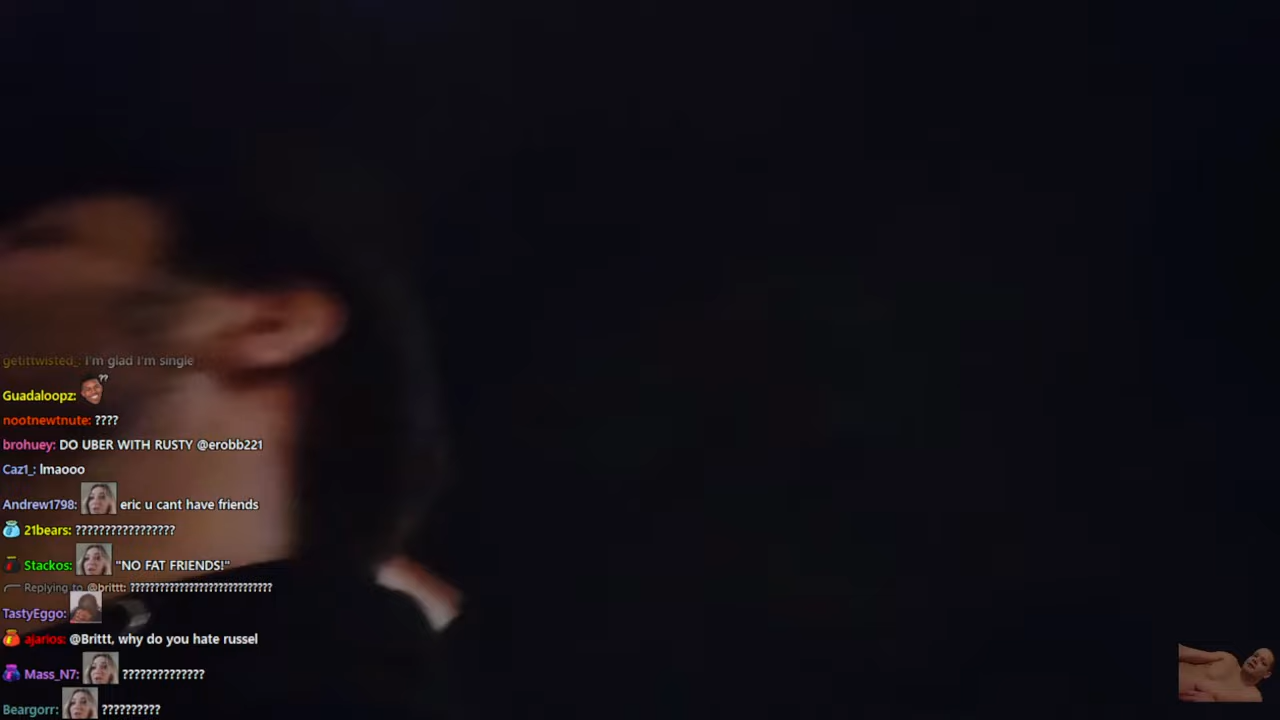 getittwisted_: I'm glad I'm single
Guadaloopz: ??
nootnewtnute: ????
brohuey: DO UBER WITH RUSTY @erobb221
Caz1_: lmaooo
Andrew1798: eric u cant have friends
21bears: ?????????????????
Stackos: "NO FAT FRIENDS!"
Replying to @brittt: ????????????????????????????
TastyEggo:
ajarios: @Brittt, why do you hate russel
Mass_N7: ??????????????
Beargorr: ??????????